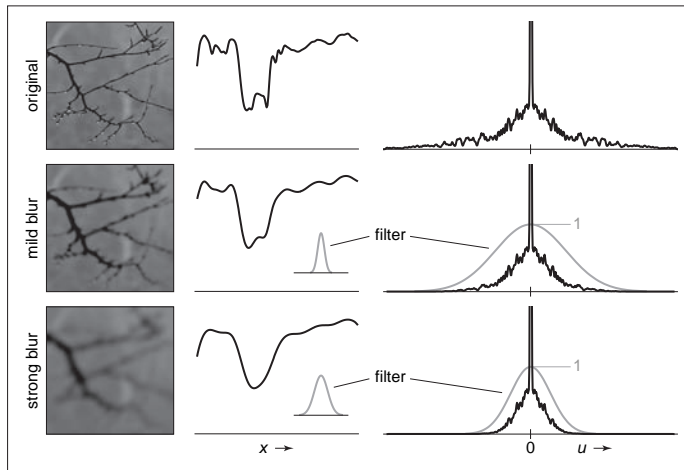 original
mild blur
filter
1
strong blur
filter
1
x →
0
u →